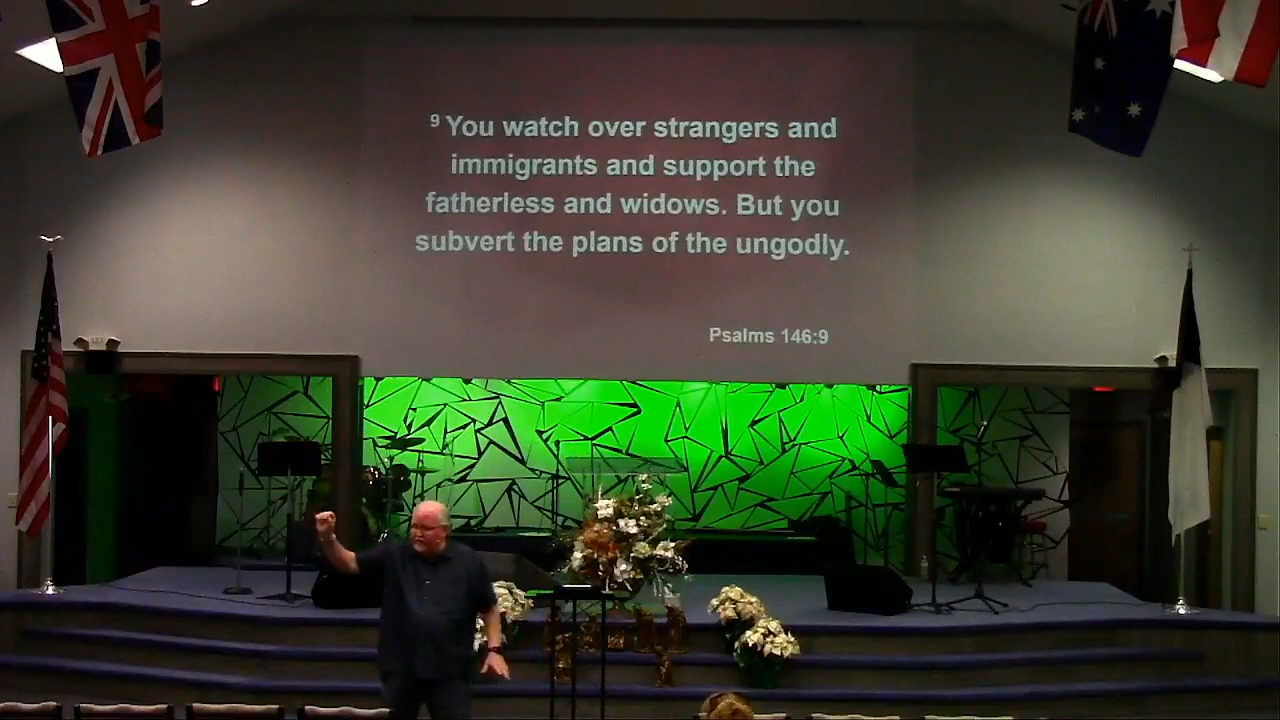 9 You watch over strangers and
immigrants and support the
fatherless and widows. But you
subvert the plans of the ungodly.
Psalms 146:9